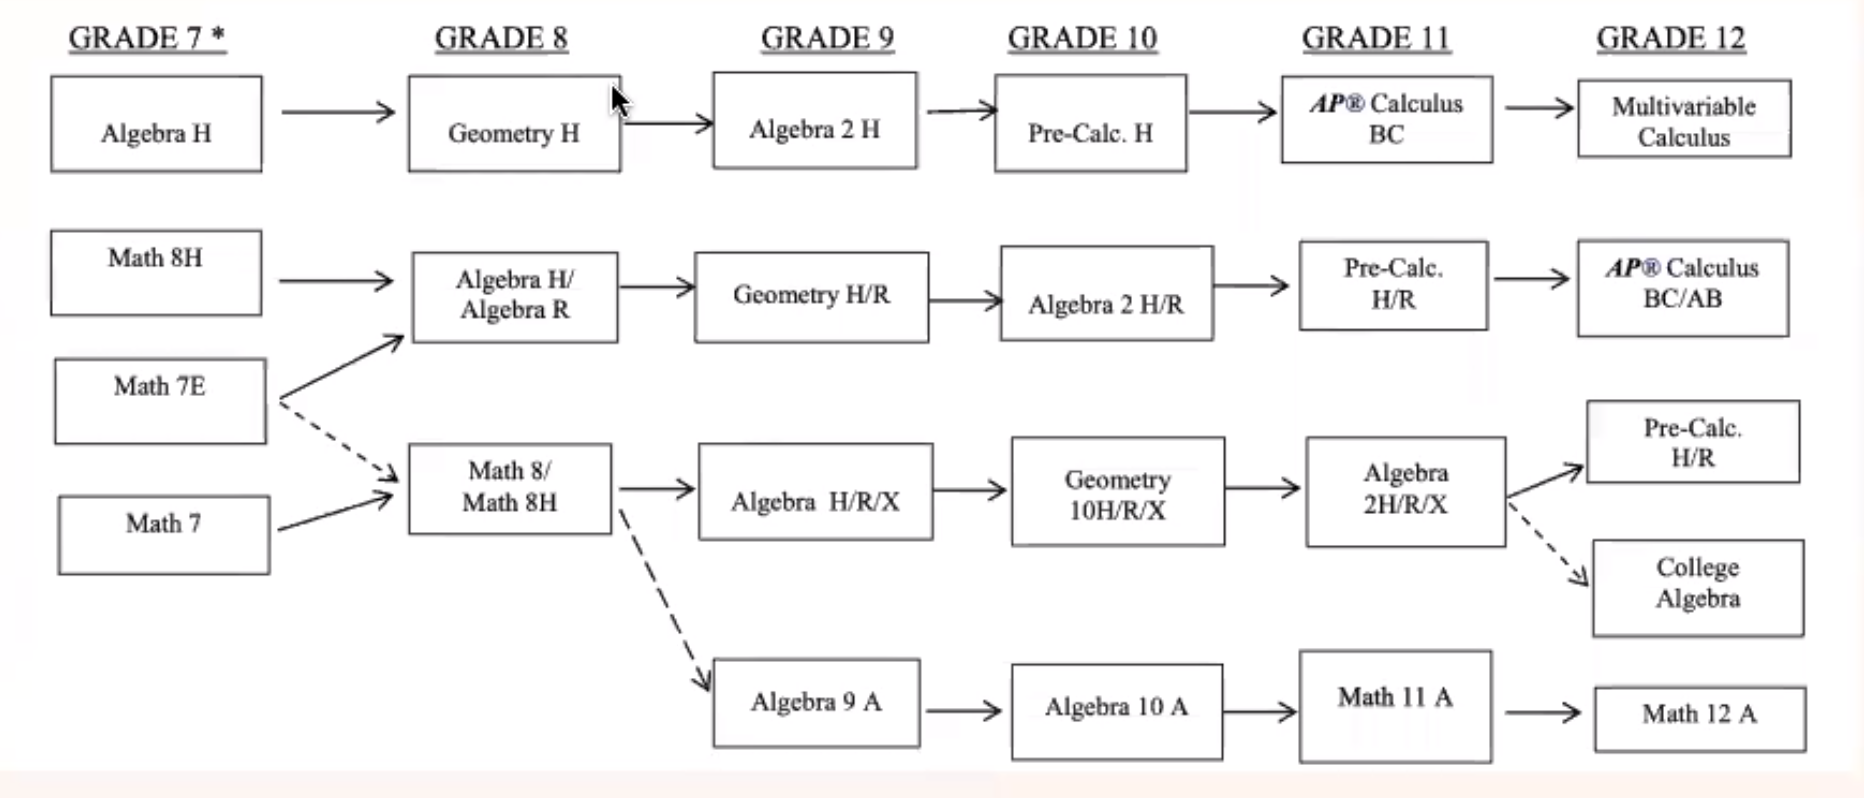 GRADE 7 *
GRADE 8
GRADE 9
GRADE 10
GRADE 11
GRADE 12
Algebra H
Geometry H
Algebra 2 H
Pre-Calc. H
AP® Calculus
BC
Multivariable
Calculus
Math 8H
Algebra H/
Algebra R
Geometry H/R
Algebra 2 H/R
Pre-Calc.
H/R
AP® Calculus
BC/AB
Math 7E
Math 7
Math 8/
Math 8H
Algebra H/R/X
Geometry
10H/R/X
Algebra
2H/R/X
Pre-Calc.
H/R
College
Algebra
Algebra 9 A
Algebra 10 A
Math 11 A
Math 12 A